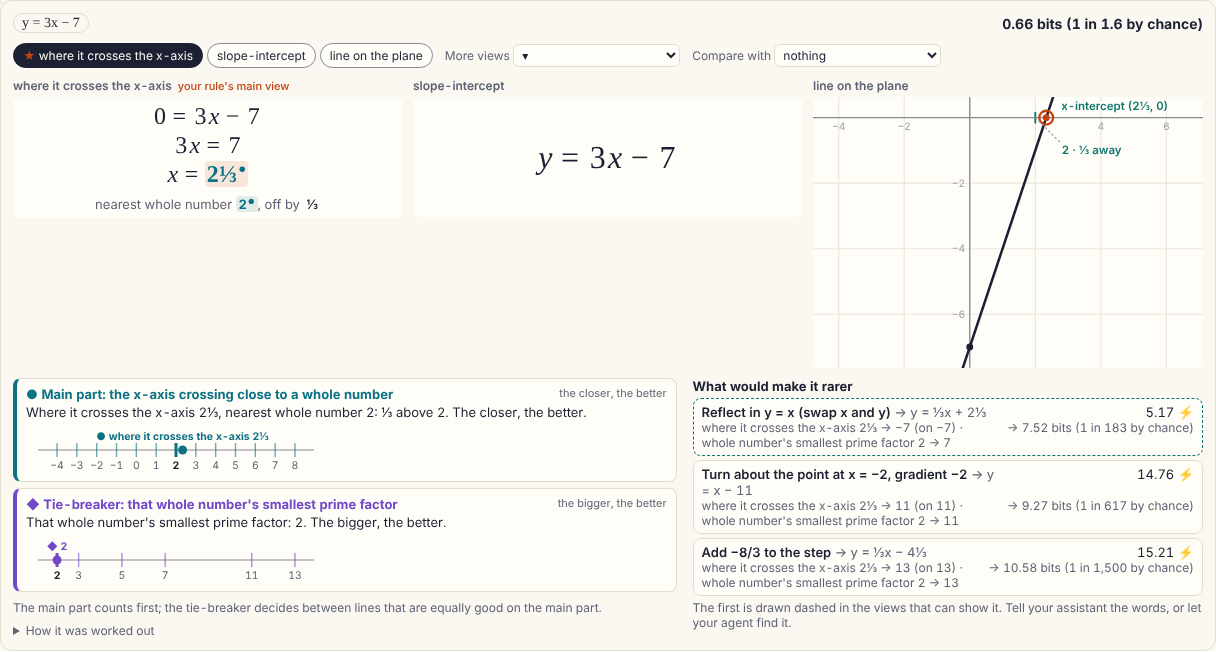 y = 3x − 7
0.66 bits (1 in 1.6 by chance)
★ where it crosses the x-axis
slope-intercept
line on the plane
More views ▾
Compare with nothing
where it crosses the x-axis your rule's main view
0 = 3x − 7
3x = 7
x = 2⅓●
nearest whole number 2●, off by ⅓
slope-intercept
y = 3x − 7
line on the plane
x-intercept (2⅓, 0)
−4 −2 4 6
2 · ⅓ away
−2
−4
−6
● Main part: the x-axis crossing close to a whole number the closer, the better
Where it crosses the x-axis 2⅓, nearest whole number 2: ⅓ above 2. The closer, the better.
● where it crosses the x-axis 2⅓
−4 −3 −2 −1 0 1 2 3 4 5 6 7 8
◆ Tie-breaker: that whole number's smallest prime factor the bigger, the better
That whole number's smallest prime factor: 2. The bigger, the better.
◆ 2
2 3 5 7 11 13
The main part counts first; the tie-breaker decides between lines that are equally good on the main part.
▶ How it was worked out
What would make it rarer
Reflect in y = x (swap x and y) → y = ⅓x + 2⅓ 5.17 ⚡
where it crosses the x-axis 2⅓ → −7 (on −7) · → 7.52 bits (1 in 183 by chance)
whole number's smallest prime factor 2 → 7
Turn about the point at x = −2, gradient −2 → y 14.76 ⚡
= x − 11
where it crosses the x-axis 2⅓ → 11 (on 11) · → 9.27 bits (1 in 617 by chance)
whole number's smallest prime factor 2 → 11
Add −8/3 to the step → y = ⅓x − 4⅓ 15.21 ⚡
where it crosses the x-axis 2⅓ → 13 (on 13) · → 10.58 bits (1 in 1,500 by chance)
whole number's smallest prime factor 2 → 13
The first is drawn dashed in the views that can show it. Tell your assistant the words, or let
your agent find it.